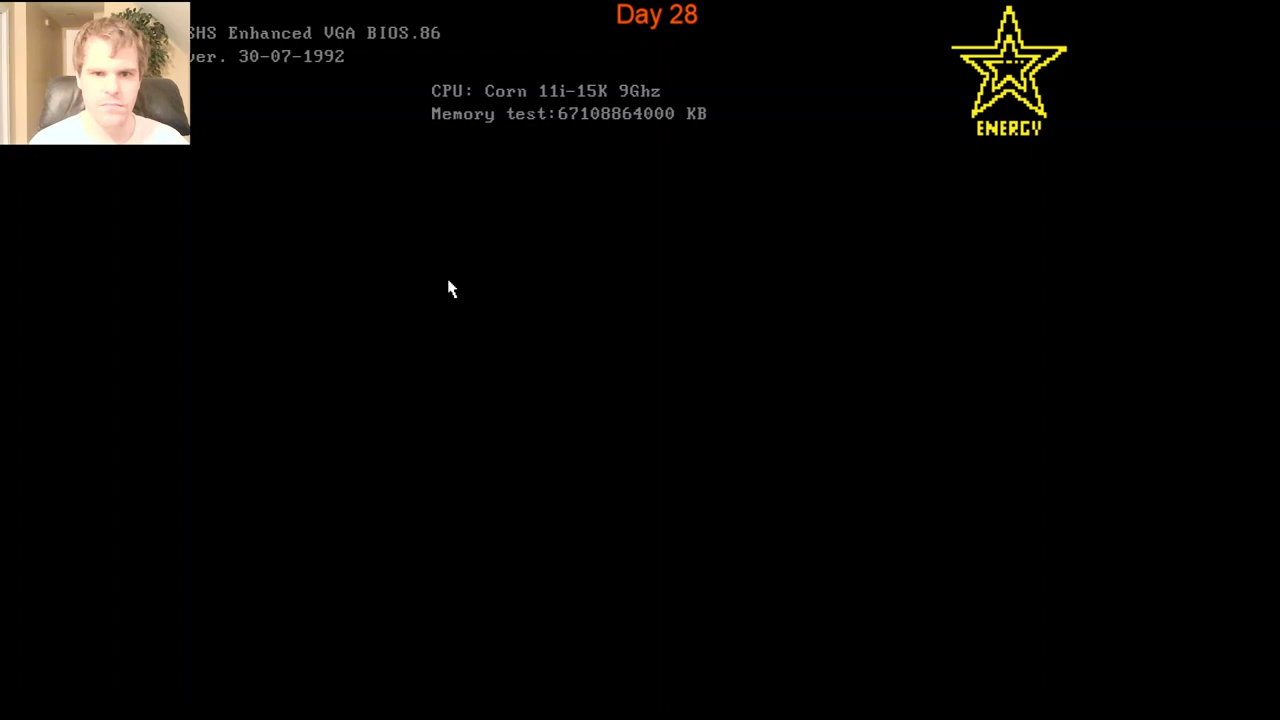 Day 28
SHS Enhanced VGA BIOS.86
ver. 30-07-1992
CPU: Corn 11i-15K 9Ghz
Memory test:67108864000 KB
ENERGY